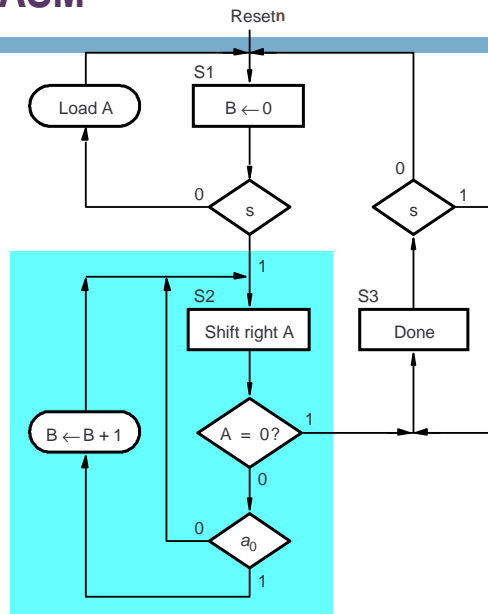 ASM
Resetn
S1
Load A
B ← 0
0
s
1
0
s
1
S2
Shift right A
S3
Done
B ← B + 1
A = 0?
1
0
0
a0
1